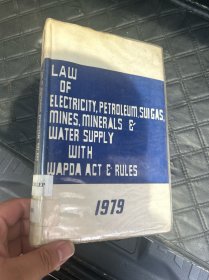 LAW
OF
ELECTRICITY, PETROLEUM, SUI GAS,
MINES, MINERALS &
WATER SUPPLY
WITH
WAPDA ACT & RULES
1979